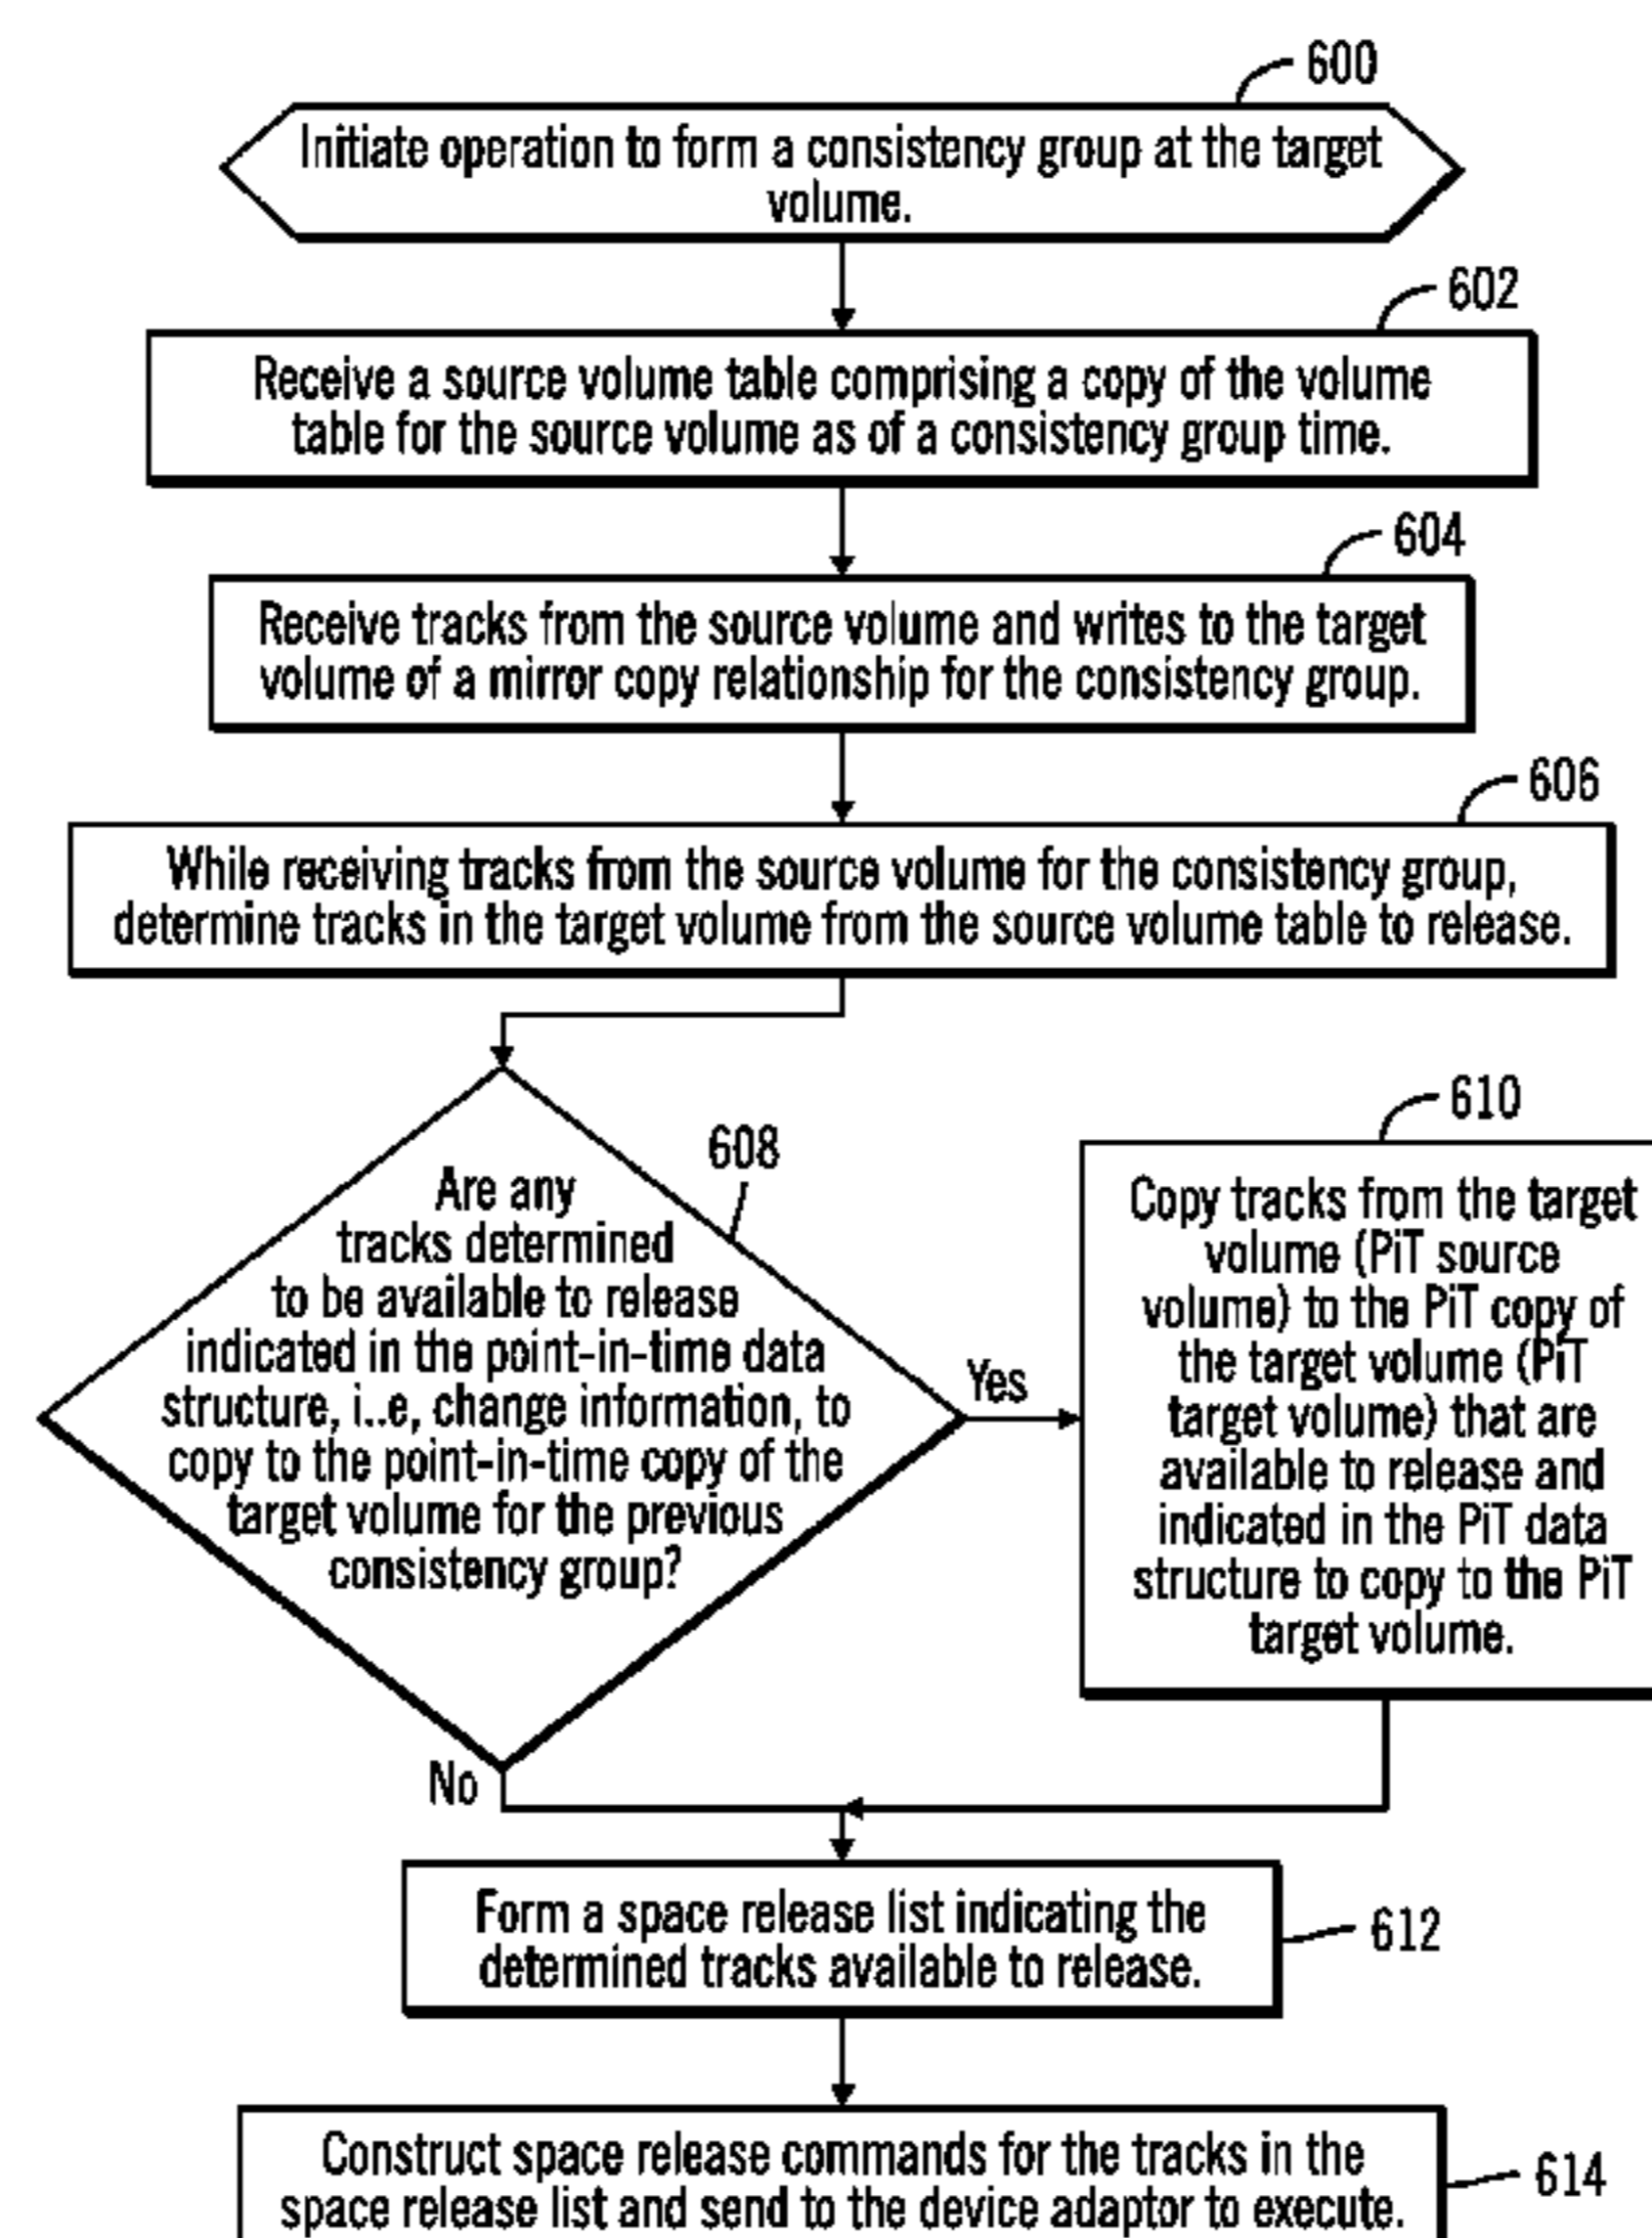 600
Initiate operation to form a consistency group at the target
volume.
602
Receive a source volume table comprising a copy of the volume
table for the source volume as of a consistency group time.
604
Receive tracks from the source volume and writes to the target
volume of a mirror copy relationship for the consistency group.
606
While receiving tracks from the source volume for the consistency group,
determine tracks in the target volume from the source volume table to release.
608
Are any
tracks determined
to be available to release
indicated in the point-in-time data
structure, i..e, change information, to
copy to the point-in-time copy of the
target volume for the previous
consistency group?
Yes
No
610
Copy tracks from the target
volume (PiT source
volume) to the PiT copy of
the target volume (PiT
target volume) that are
available to release and
indicated in the PiT data
structure to copy to the PiT
target volume.
Form a space release list indicating the
determined tracks available to release.
612
Construct space release commands for the tracks in the
space release list and send to the device adaptor to execute.
614